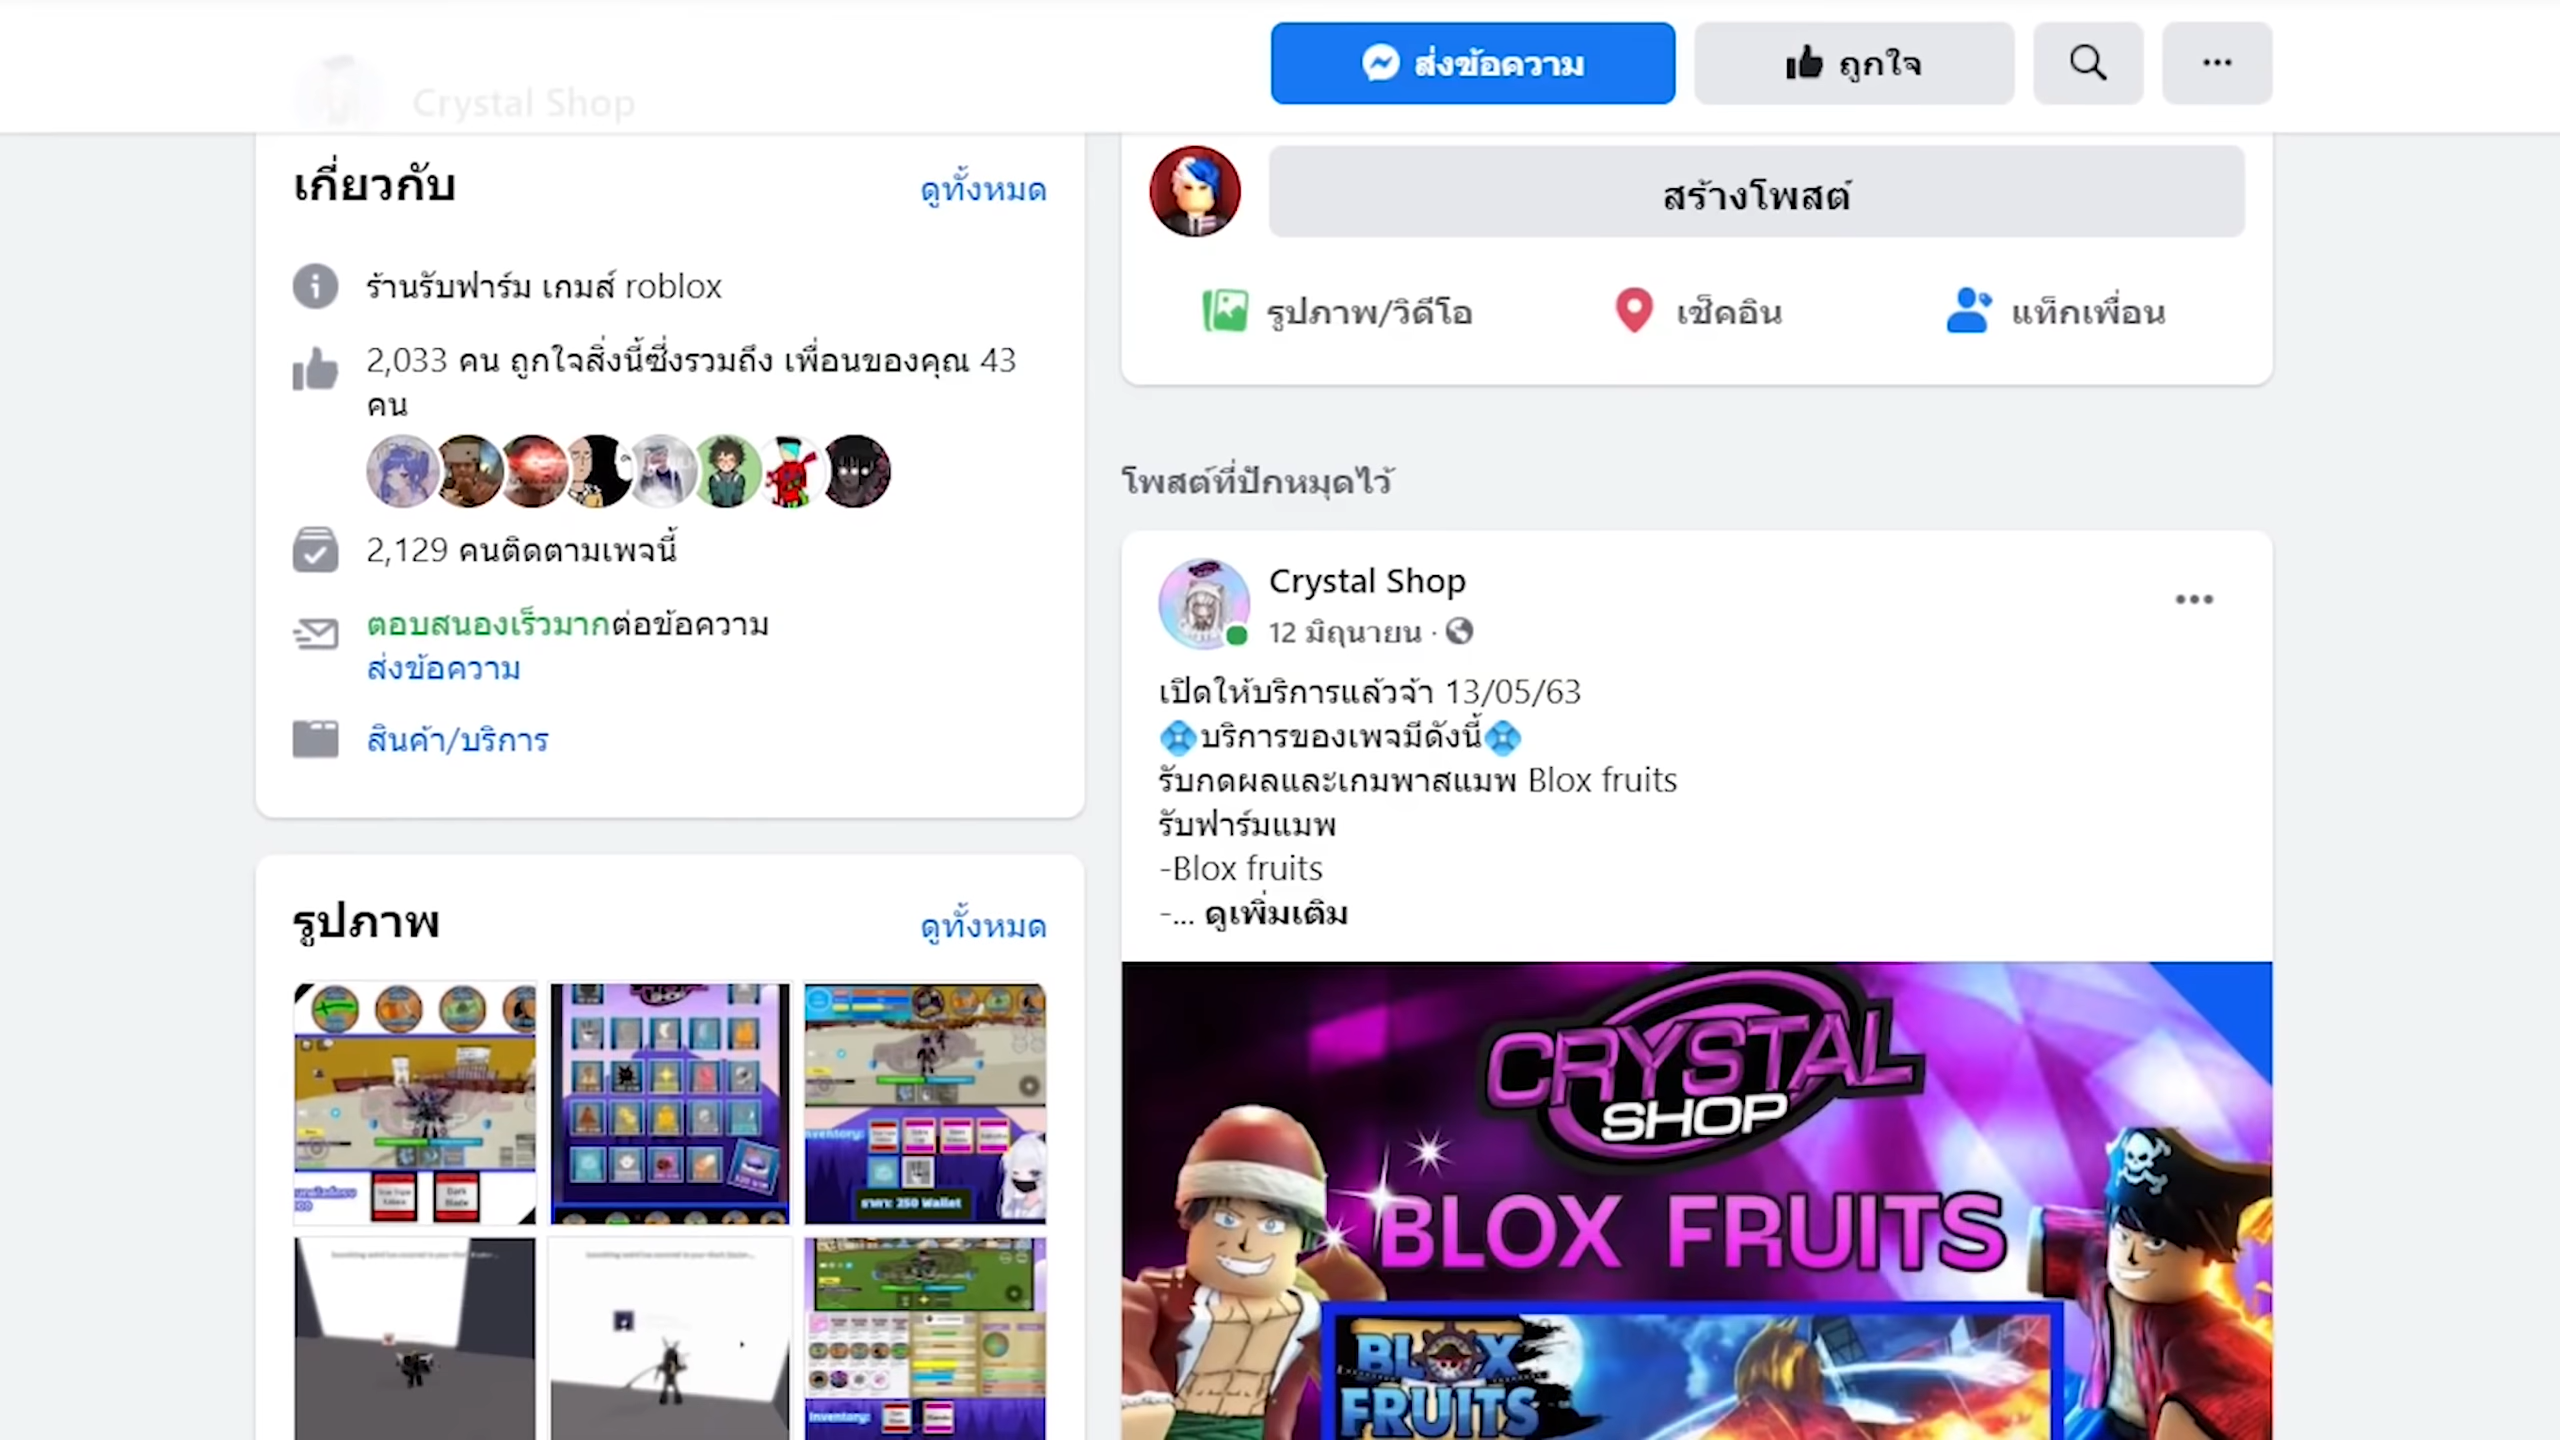 Crystal Shop
ส่งข้อความ
ถูกใจ
เกี่ยวกับ
ดูทั้งหมด
ร้านรับฟาร์ม เกมส์ roblox
2,033 คน ถูกใจสิ่งนี้ซึ่งรวมถึง เพื่อนของคุณ 43
คน
2,129 คนติดตามเพจนี้
ตอบสนองเร็วมากต่อข้อความ
ส่งข้อความ
สินค้า/บริการ
รูปภาพ
ดูทั้งหมด
Inventory:
ราคา: 250 Wallet
Inventory:
สร้างโพสต์
รูปภาพ/วิดีโอ
เช็คอิน
แท็กเพื่อน
โพสต์ที่ปักหมุดไว้
Crystal Shop
12 มิถุนายน ·
เปิดให้บริการแล้วจ้า 13/05/63
💠บริการของเพจมีดังนี้💠
รับกดผลและเกมพาสแมพ Blox fruits
รับฟาร์มแมพ
-Blox fruits
-... ดูเพิ่มเติม
CRYSTAL
SHOP
BLOX FRUITS
BLOX
FRUITS